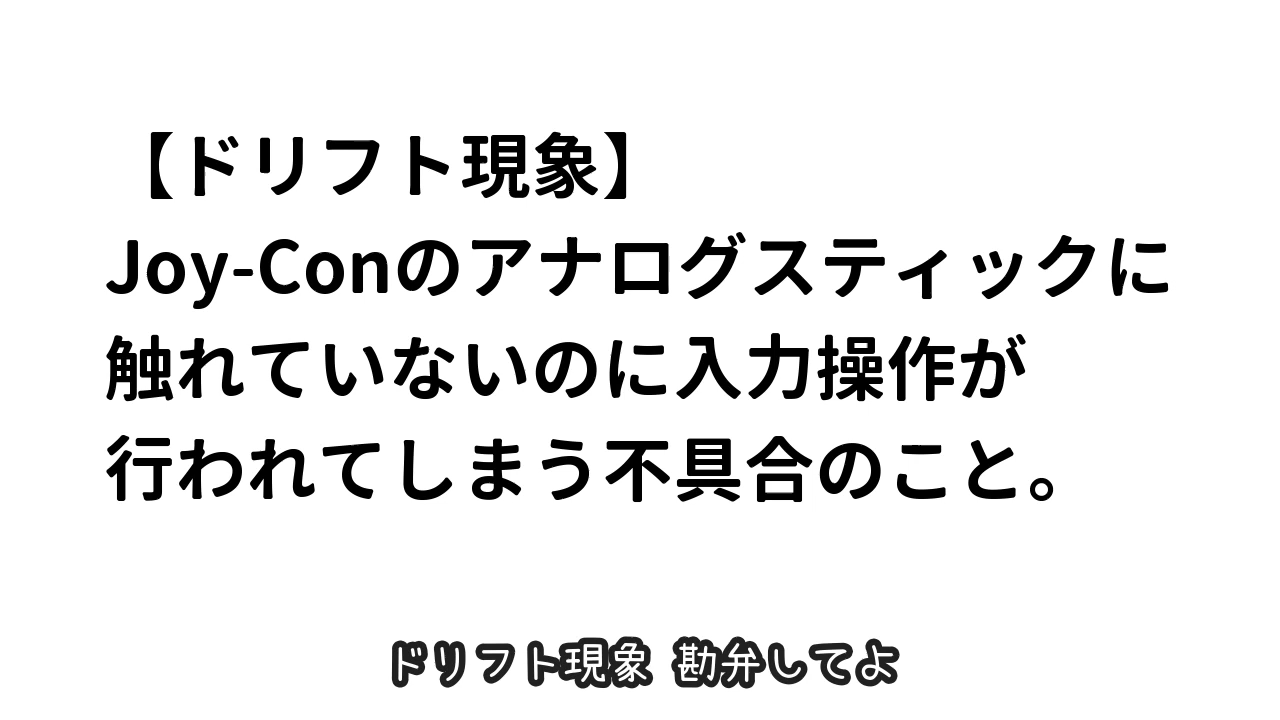 【ドリフト現象】
Joy-Conのアナログスティックに
触れていないのに入力操作が
行われてしまう不具合のこと。
ドリフト現象 勘弁してよ